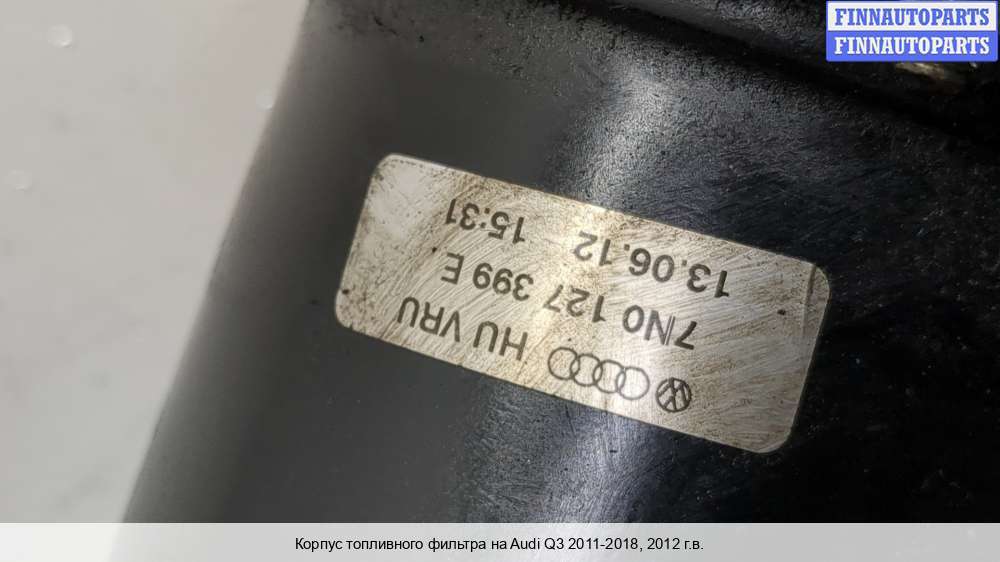 FINNAUTOPARTS
FINNAUTOPARTS
HU VRU
7N0 127 399 E
13.06.12 15:31
Корпус топливного фильтра на Audi Q3 2011-2018, 2012 г.в.